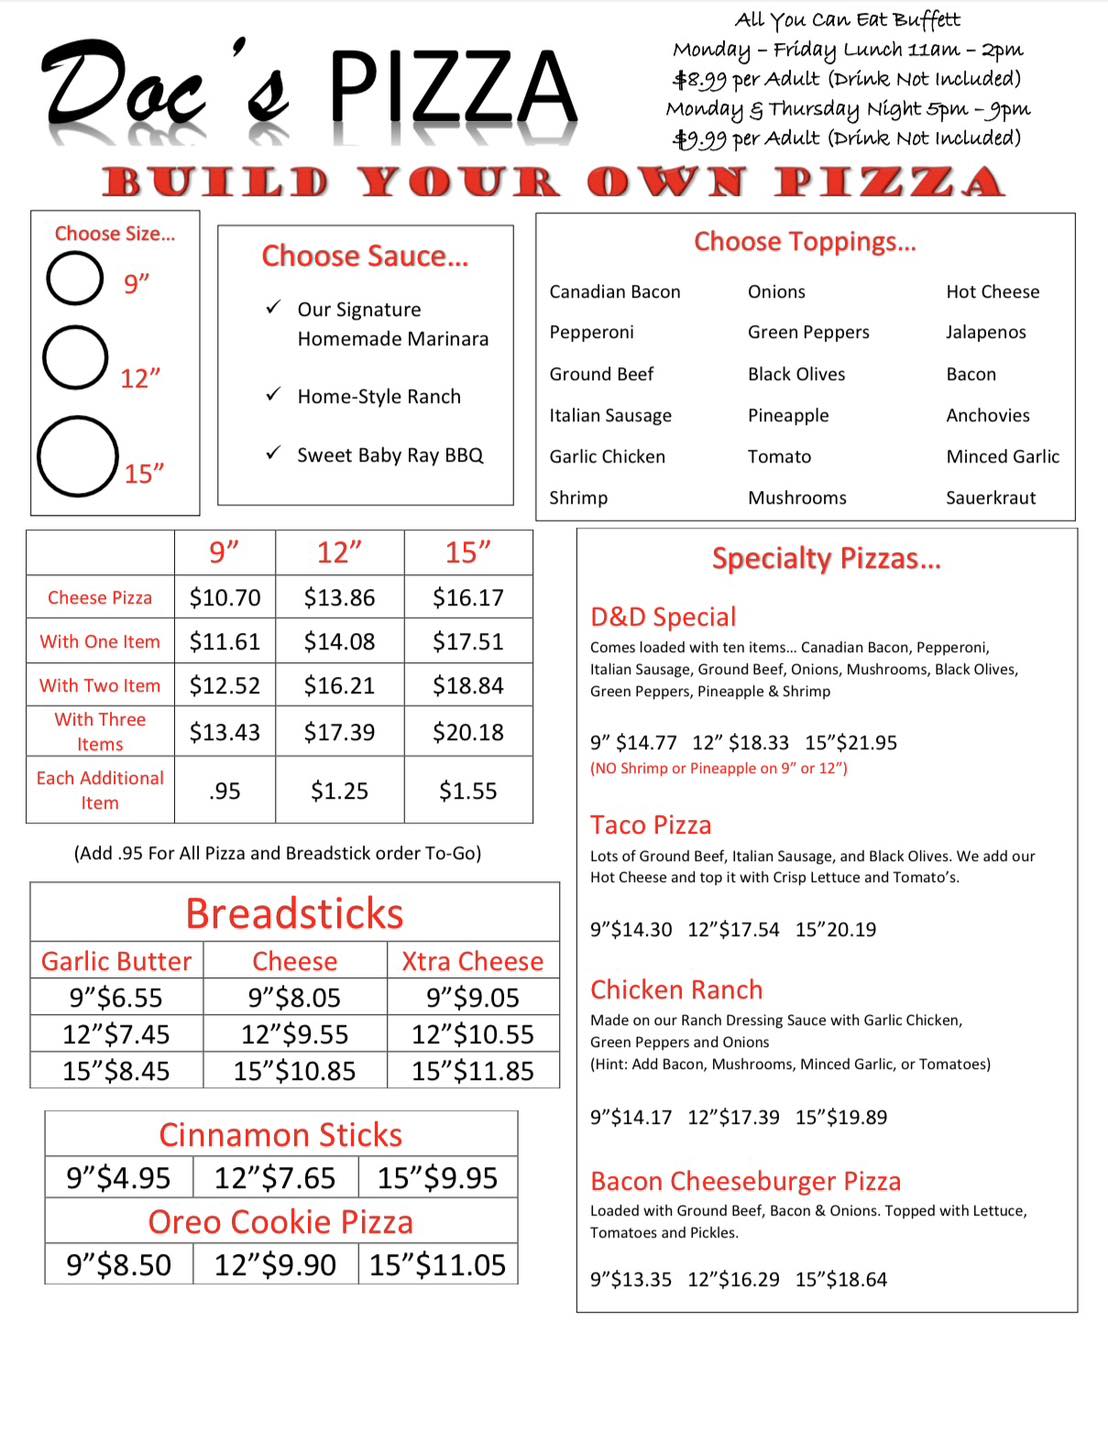 Doc's PIZZA
All You Can Eat Buffett
Monday – Friday Lunch 11am – 2pm
$8.99 per Adult (Drink Not Included)
Monday & Thursday Night 5pm – 9pm
$9.99 per Adult (Drink Not Included)
BUILD YOUR OWN PIZZA
Choose Size...
9”
12”
15”
Choose Sauce...
✓ Our Signature
Homemade Marinara
✓ Home-Style Ranch
✓ Sweet Baby Ray BBQ
Choose Toppings...
Canadian Bacon Onions Hot Cheese
Pepperoni Green Peppers Jalapenos
Ground Beef Black Olives Bacon
Italian Sausage Pineapple Anchovies
Garlic Chicken Tomato Minced Garlic
Shrimp Mushrooms Sauerkraut
9” 12” 15”
Cheese Pizza $10.70 $13.86 $16.17
With One Item $11.61 $14.08 $17.51
With Two Item $12.52 $16.21 $18.84
With Three
Items $13.43 $17.39 $20.18
Each Additional
Item .95 $1.25 $1.55
(Add .95 For All Pizza and Breadstick order To-Go)
Breadsticks
Garlic Butter Cheese Xtra Cheese
9”$6.55 9”$8.05 9”$9.05
12”$7.45 12”$9.55 12”$10.55
15”$8.45 15”$10.85 15”$11.85
Cinnamon Sticks
9”$4.95 12”$7.65 15”$9.95
Oreo Cookie Pizza
9”$8.50 12”$9.90 15”$11.05
Specialty Pizzas...
D&D Special
Comes loaded with ten items... Canadian Bacon, Pepperoni,
Italian Sausage, Ground Beef, Onions, Mushrooms, Black Olives,
Green Peppers, Pineapple & Shrimp
9” $14.77 12” $18.33 15”$21.95
(NO Shrimp or Pineapple on 9” or 12”)
Taco Pizza
Lots of Ground Beef, Italian Sausage, and Black Olives. We add our
Hot Cheese and top it with Crisp Lettuce and Tomato’s.
9”$14.30 12”$17.54 15”20.19
Chicken Ranch
Made on our Ranch Dressing Sauce with Garlic Chicken,
Green Peppers and Onions
(Hint: Add Bacon, Mushrooms, Minced Garlic, or Tomatoes)
9”$14.17 12”$17.39 15”$19.89
Bacon Cheeseburger Pizza
Loaded with Ground Beef, Bacon & Onions. Topped with Lettuce,
Tomatoes and Pickles.
9”$13.35 12”$16.29 15”$18.64